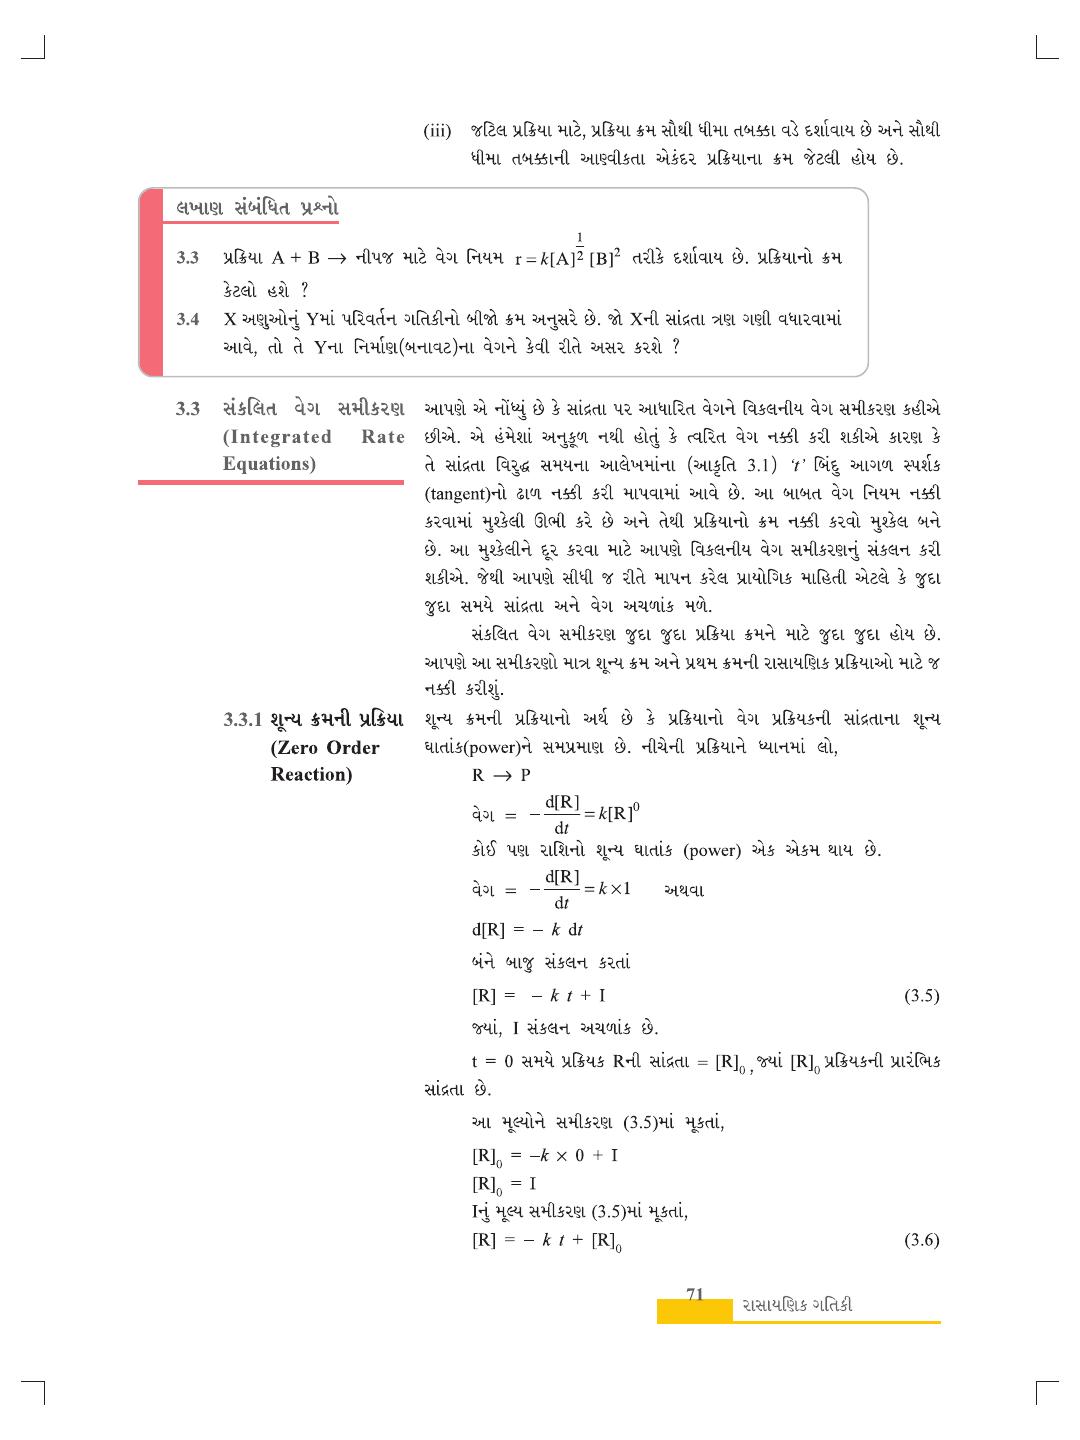 (iii) જટિલ પ્રક્રિયા માટે, પ્રક્રિયા ક્રમ સૌથી ધીમા તબક્કા વડે દર્શાવાય છે અને સૌથી
ધીમા તબક્કાની આણ્વીકતા એકંદર પ્રક્રિયાના ક્રમ જેટલી હોય છે.
લખાણ સંબંધિત પ્રશ્નો
3.3 પ્રક્રિયા A + B → નીપજ માટે વેગ નિયમ r = k[A]^{1/2} [B]² તરીકે દર્શાવાય છે. પ્રક્રિયાનો ક્રમ
કેટલો હશે ?
3.4 X અણુઓનું Yમાં પરિવર્તન ગતિકીનો બીજો ક્રમ અનુસરે છે. જો Xની સાંદ્રતા ત્રણ ગણી વધારવામાં
આવે, તો તે Yના નિર્માણ(બનાવટ)ના વેગને કેવી રીતે અસર કરશે ?
3.3 સંકલિત વેગ સમીકરણ
(Integrated Rate
Equations)
આપણે એ નોંધ્યું છે કે સાંદ્રતા પર આધારિત વેગને વિકલનીય વેગ સમીકરણ કહીએ
છીએ. એ હંમેશાં અનુકૂળ નથી હોતું કે ત્વરિત વેગ નક્કી કરી શકીએ કારણ કે
તે સાંદ્રતા વિરુદ્ધ સમયના આલેખમાંના (આકૃતિ 3.1) ‘t’ બિંદુ આગળ સ્પર્શક
(tangent)નો ઢાળ નક્કી કરી માપવામાં આવે છે. આ બાબત વેગ નિયમ નક્કી
કરવામાં મુશ્કેલી ઊભી કરે છે અને તેથી પ્રક્રિયાનો ક્રમ નક્કી કરવો મુશ્કેલ બને
છે. આ મુશ્કેલીને દૂર કરવા માટે આપણે વિકલનીય વેગ સમીકરણનું સંકલન કરી
શકીએ. જેથી આપણે સીધી જ રીતે માપન કરેલ પ્રાયોગિક માહિતી એટલે કે જુદા
જુદા સમયે સાંદ્રતા અને વેગ અચળાંક મળે.
સંકલિત વેગ સમીકરણ જુદા જુદા પ્રક્રિયા ક્રમને માટે જુદા જુદા હોય છે.
આપણે આ સમીકરણો માત્ર શૂન્ય ક્રમ અને પ્રથમ ક્રમની રાસાયણિક પ્રક્રિયાઓ માટે જ
નક્કી કરીશું.
3.3.1 શૂન્ય ક્રમની પ્રક્રિયા
(Zero Order
Reaction)
શૂન્ય ક્રમની પ્રક્રિયાનો અર્થ છે કે પ્રક્રિયાનો વેગ પ્રક્રિયકની સાંદ્રતાના શૂન્ય
ઘાતાંક(power)ને સમપ્રમાણ છે. નીચેની પ્રક્રિયાને ધ્યાનમાં લો,
R → P
વેગ = −d[R]/dt = k[R]⁰
કોઈ પણ રાશિનો શૂન્ય ઘાતાંક (power) એક એકમ થાય છે.
વેગ = −d[R]/dt = k × 1 અથવા
d[R] = – k dt
બંને બાજુ સંકલન કરતાં
[R] = – k t + I (3.5)
જ્યાં, I સંકલન અચળાંક છે.
t = 0 સમયે પ્રક્રિયક Rની સાંદ્રતા = [R]₀, જ્યાં [R]₀ પ્રક્રિયકની પ્રારંભિક
સાંદ્રતા છે.
આ મૂલ્યોને સમીકરણ (3.5)માં મૂકતાં,
[R]₀ = –k × 0 + I
[R]₀ = I
Iનું મૂલ્ય સમીકરણ (3.5)માં મૂકતાં,
[R] = – k t + [R]₀ (3.6)
71 રાસાયણિક ગતિકી